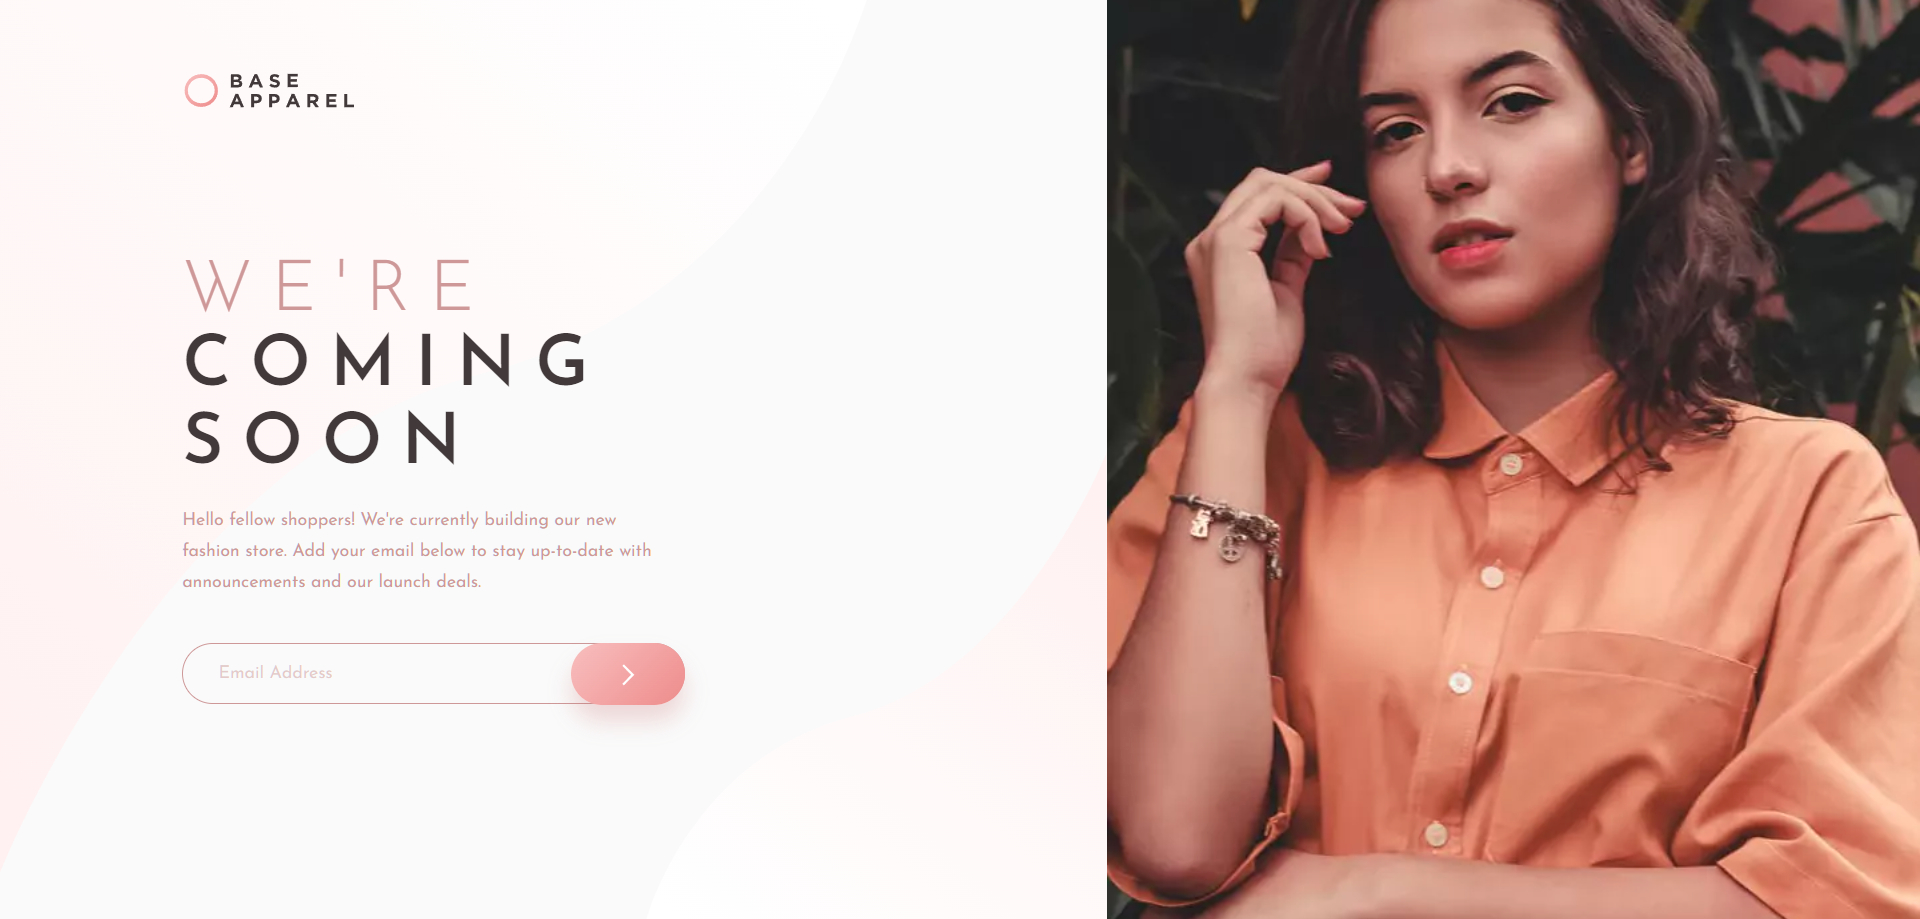 BASE
APPAREL
WE'RE
COMING
SOON
Hello fellow shoppers! We're currently building our new
fashion store. Add your email below to stay up-to-date with
announcements and our launch deals.
Email Address